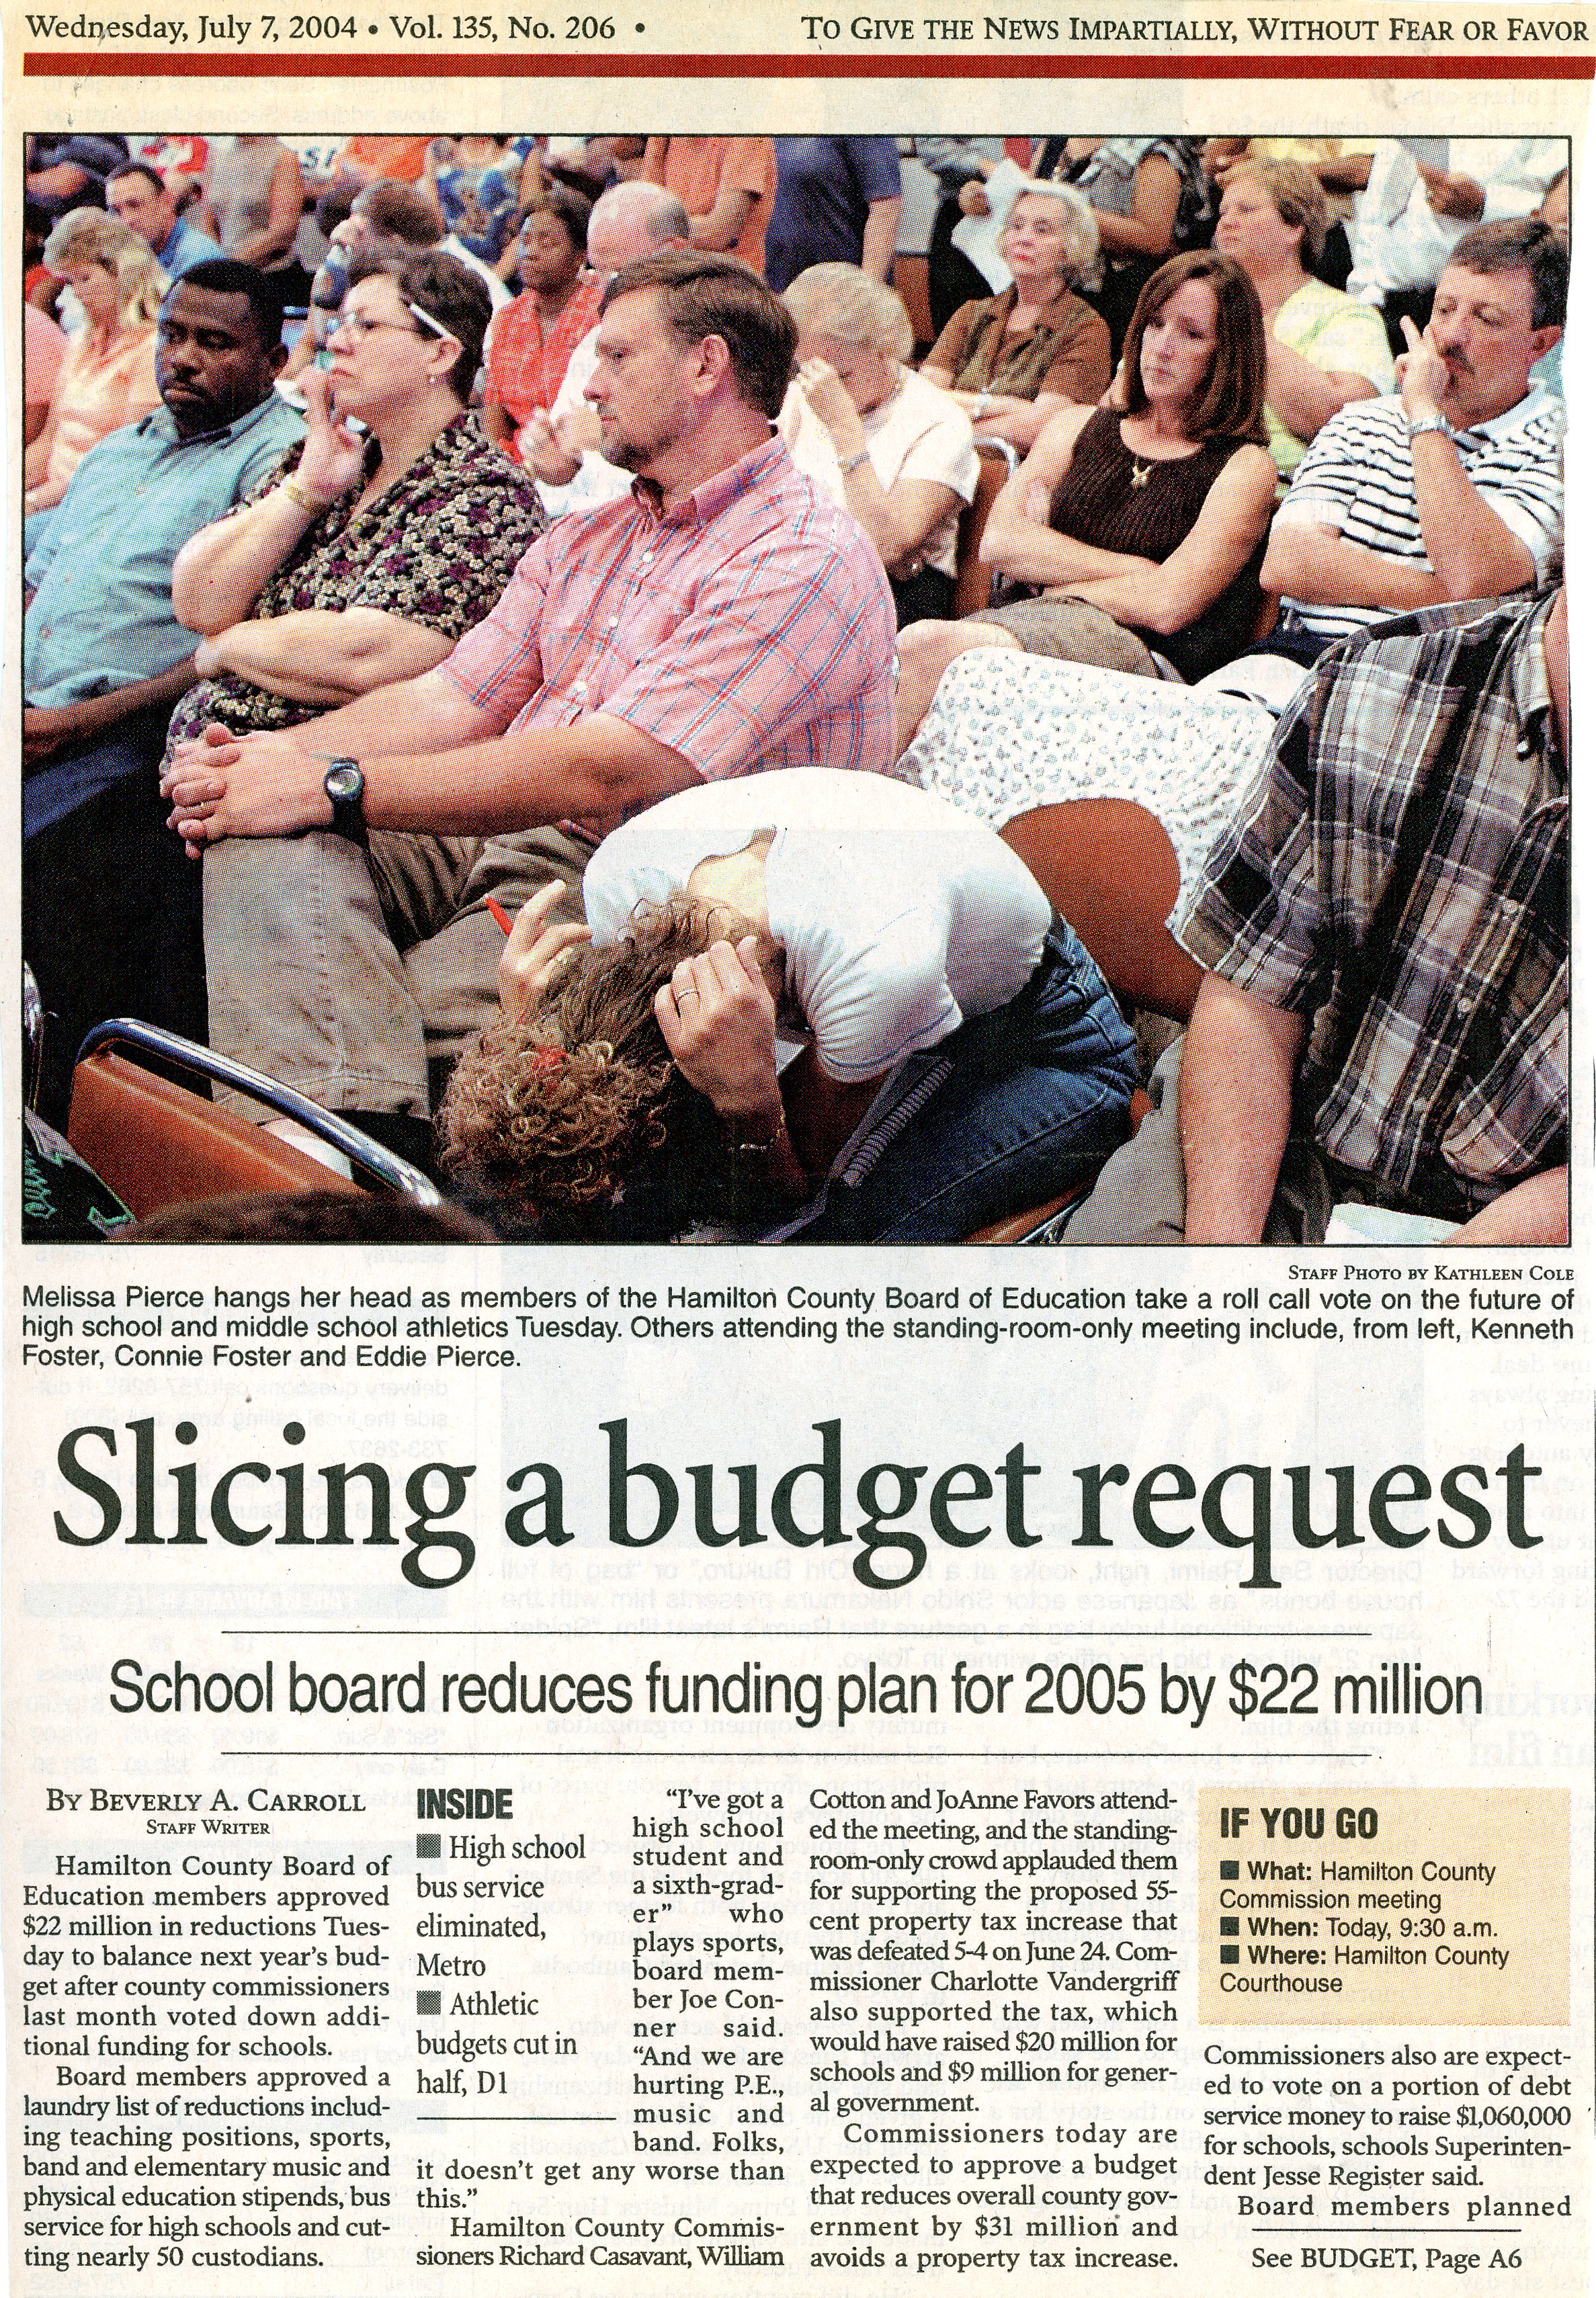 Wednesday, July 7, 2004 • Vol. 135, No. 206 •
TO GIVE THE NEWS IMPARTIALLY, WITHOUT FEAR OR FAVOR
STAFF PHOTO BY KATHLEEN COLE
Melissa Pierce hangs her head as members of the Hamilton County Board of Education take a roll call vote on the future of
high school and middle school athletics Tuesday. Others attending the standing-room-only meeting include, from left, Kenneth
Foster, Connie Foster and Eddie Pierce.
Slicing a budget request
School board reduces funding plan for 2005 by $22 million
BY BEVERLY A. CARROLL
STAFF WRITER
Hamilton County Board of
Education members approved
$22 million in reductions Tues-
day to balance next year's bud-
get after county commissioners
last month voted down addi-
tional funding for schools.
Board members approved a
laundry list of reductions includ-
ing teaching positions, sports,
band and elementary music and
physical education stipends, bus
service for high schools and cut-
ting nearly 50 custodians.
INSIDE
■ High school
bus service
eliminated,
Metro
■ Athletic
budgets cut in
half, D1
"I've got a
high school
student and
a sixth-grad-
er" who
plays sports,
board mem-
ber Joe Con-
ner said.
"And we are
hurting P.E.,
music and
band. Folks,
it doesn't get any worse than
this."
Hamilton County Commis-
sioners Richard Casavant, William
Cotton and JoAnne Favors attend-
ed the meeting, and the standing-
room-only crowd applauded them
for supporting the proposed 55-
cent property tax increase that
was defeated 5-4 on June 24. Com-
missioner Charlotte Vandergriff
also supported the tax, which
would have raised $20 million for
schools and $9 million for gener-
al government.
Commissioners today are
expected to approve a budget
that reduces overall county gov-
ernment by $31 million and
avoids a property tax increase.
IF YOU GO
■ What: Hamilton County
Commission meeting
■ When: Today, 9:30 a.m.
■ Where: Hamilton County
Courthouse
Commissioners also are expect-
ed to vote on a portion of debt
service money to raise $1,060,000
for schools, schools Superinten-
dent Jesse Register said.
Board members planned
See BUDGET, Page A6